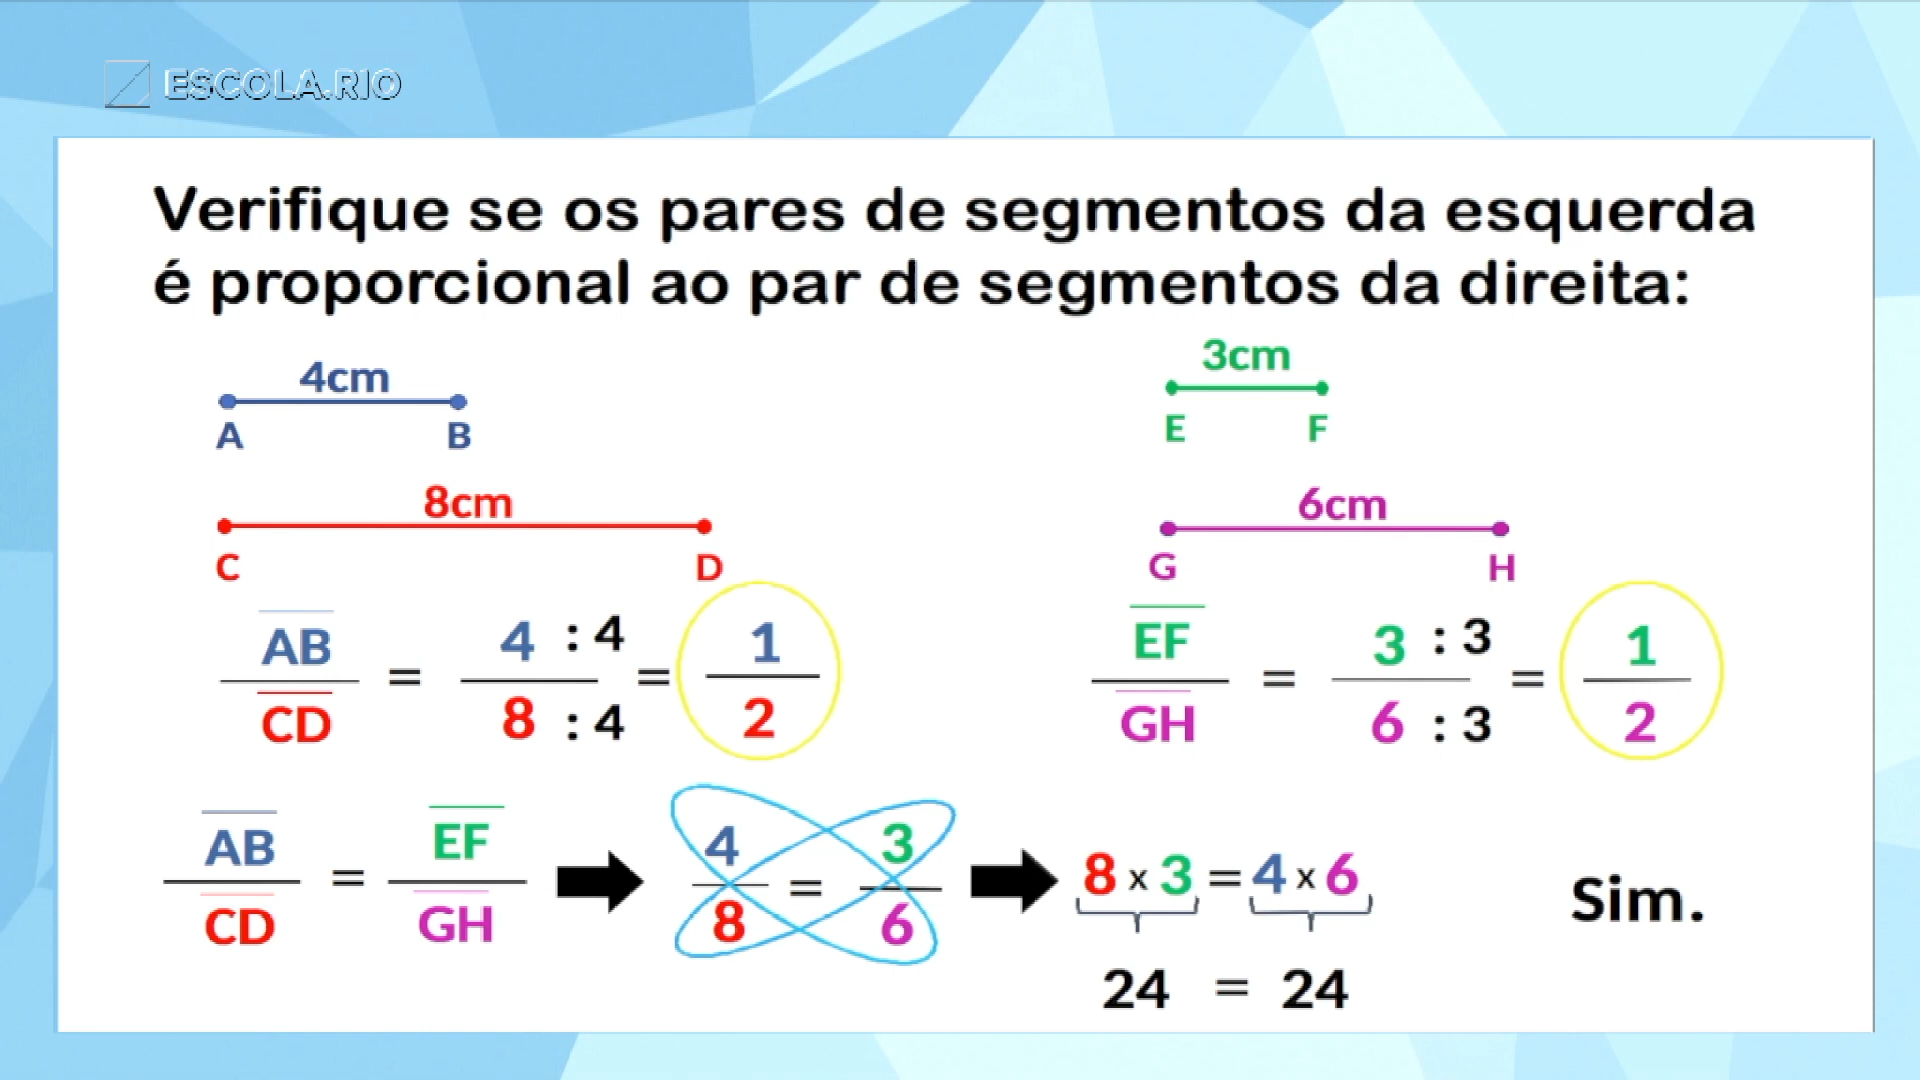 ESCOLA.RIO
Verifique se os pares de segmentos da esquerda
é proporcional ao par de segmentos da direita:
4cm
A B
8cm
C D
3cm
E F
6cm
G H
AB / CD = 4 : 4 / 8 : 4 = 1 / 2
EF / GH = 3 : 3 / 6 : 3 = 1 / 2
AB / CD = EF / GH
4 / 8 = 3 / 6
8 x 3 = 4 x 6
24 = 24
Sim.